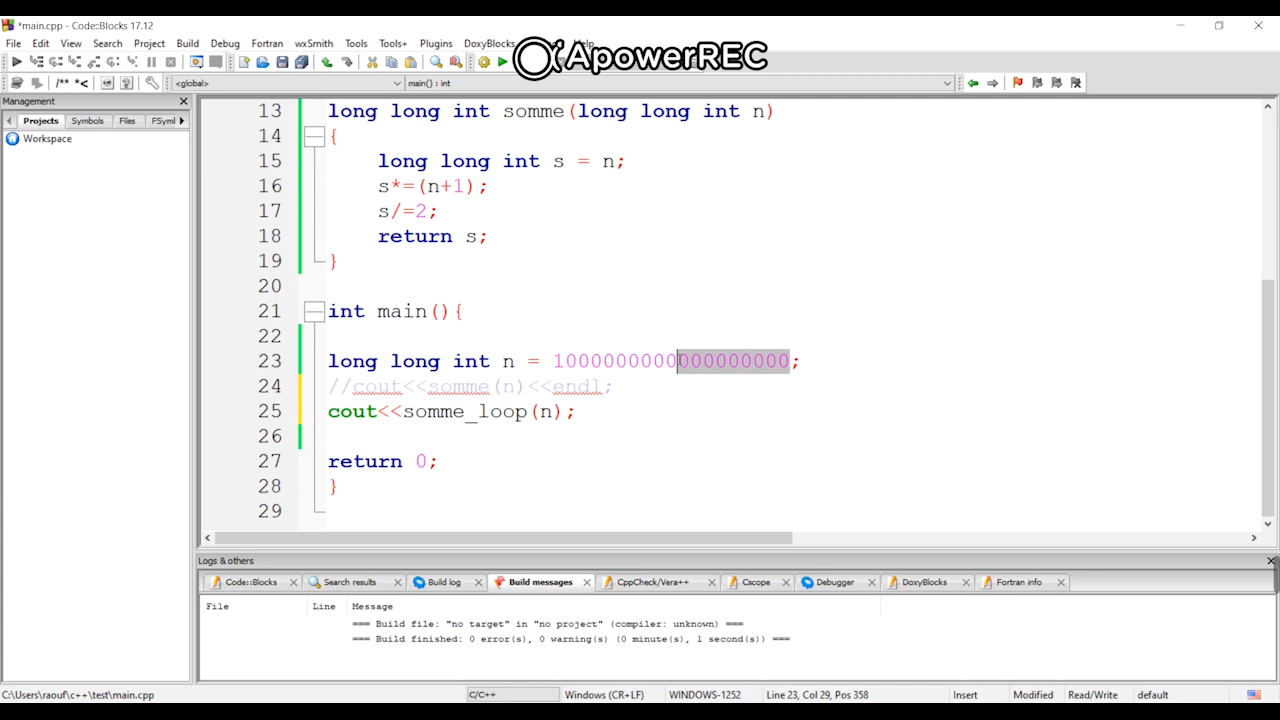 *main.cpp - Code::Blocks 17.12
File Edit View Search Project Build Debug Fortran wxSmith Tools Tools+ Plugins DoxyBlocks Help
ApowerREC
/** *<
<global> main() : int
Management
Projects Symbols Files FSyml
Workspace
13 long long int somme(long long int n)
14 {
15 long long int s = n;
16 s*=(n+1);
17 s/=2;
18 return s;
19 }
20
21 int main(){
22
23 long long int n = 1000000000000000000;
24 //cout<<somme(n)<<endl;
25 cout<<somme_loop(n);
26
27 return 0;
28 }
29
Logs & others
Code::Blocks Search results Build log Build messages CppCheck/Vera++ Cscope Debugger DoxyBlocks Fortran info
File Line Message
=== Build file: "no target" in "no project" (compiler: unknown) ===
=== Build finished: 0 error(s), 0 warning(s) (0 minute(s), 1 second(s)) ===
C:\Users\raouf\c++\test\main.cpp C/C++ Windows (CR+LF) WINDOWS-1252 Line 23, Col 29, Pos 358 Insert Modified Read/Write default